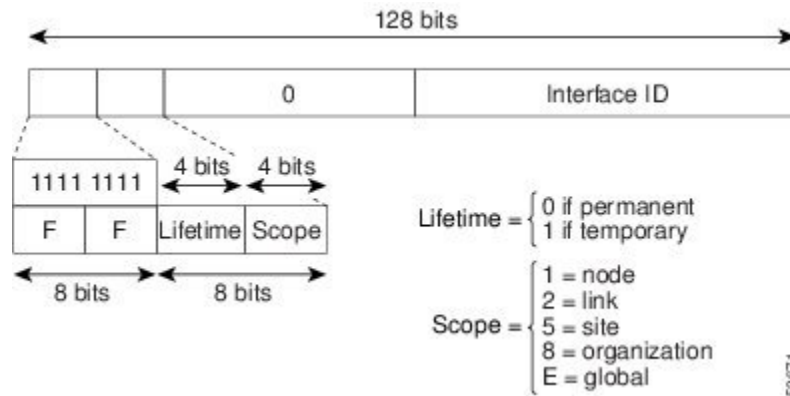 128 bits
0 Interface ID
4 bits 4 bits
1111 1111
F F Lifetime Scope
8 bits 8 bits
Lifetime = 0 if permanent
1 if temporary
Scope = 1 = node
2 = link
5 = site
8 = organization
E = global